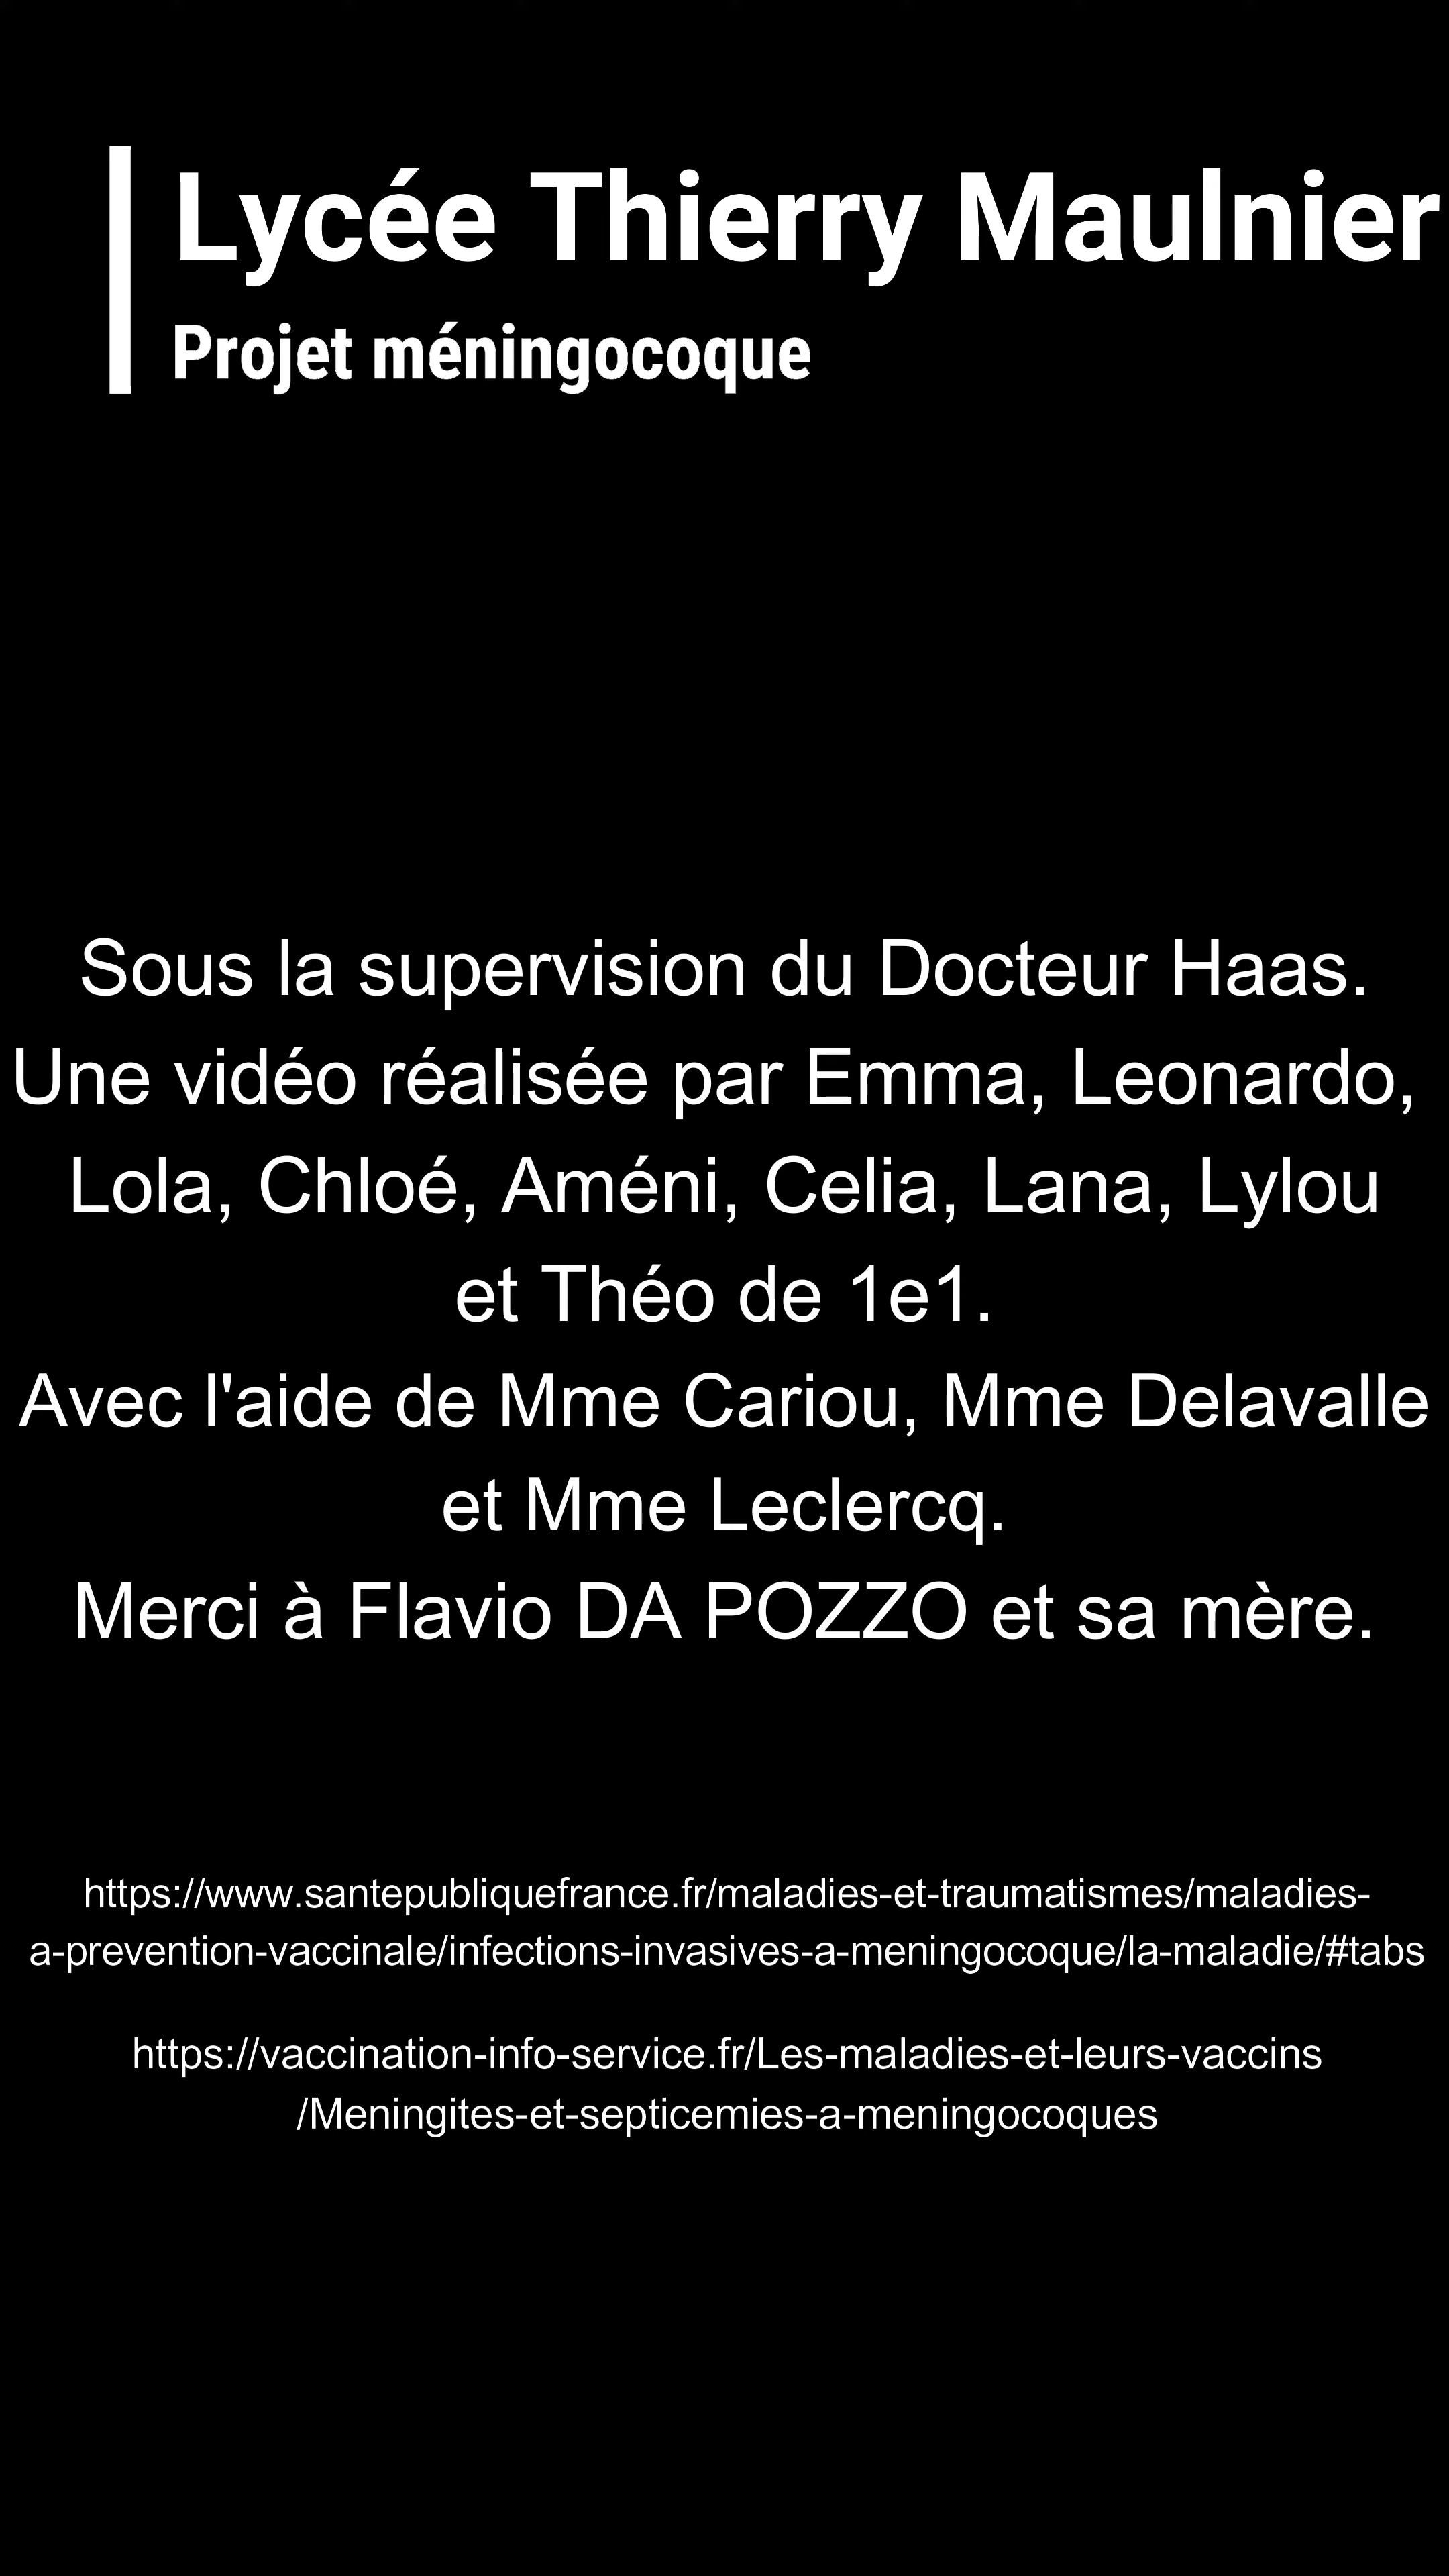 Lycée Thierry Maulnier
Projet méningocoque
Sous la supervision du Docteur Haas.
Une vidéo réalisée par Emma, Leonardo,
Lola, Chloé, Améni, Celia, Lana, Lylou
et Théo de 1e1.
Avec l'aide de Mme Cariou, Mme Delavalle
et Mme Leclercq.
Merci à Flavio DA POZZO et sa mère.
https://www.santepubliquefrance.fr/maladies-et-traumatismes/maladies-
a-prevention-vaccinale/infections-invasives-a-meningocoque/la-maladie/#tabs
https://vaccination-info-service.fr/Les-maladies-et-leurs-vaccins
/Meningites-et-septicemies-a-meningocoques